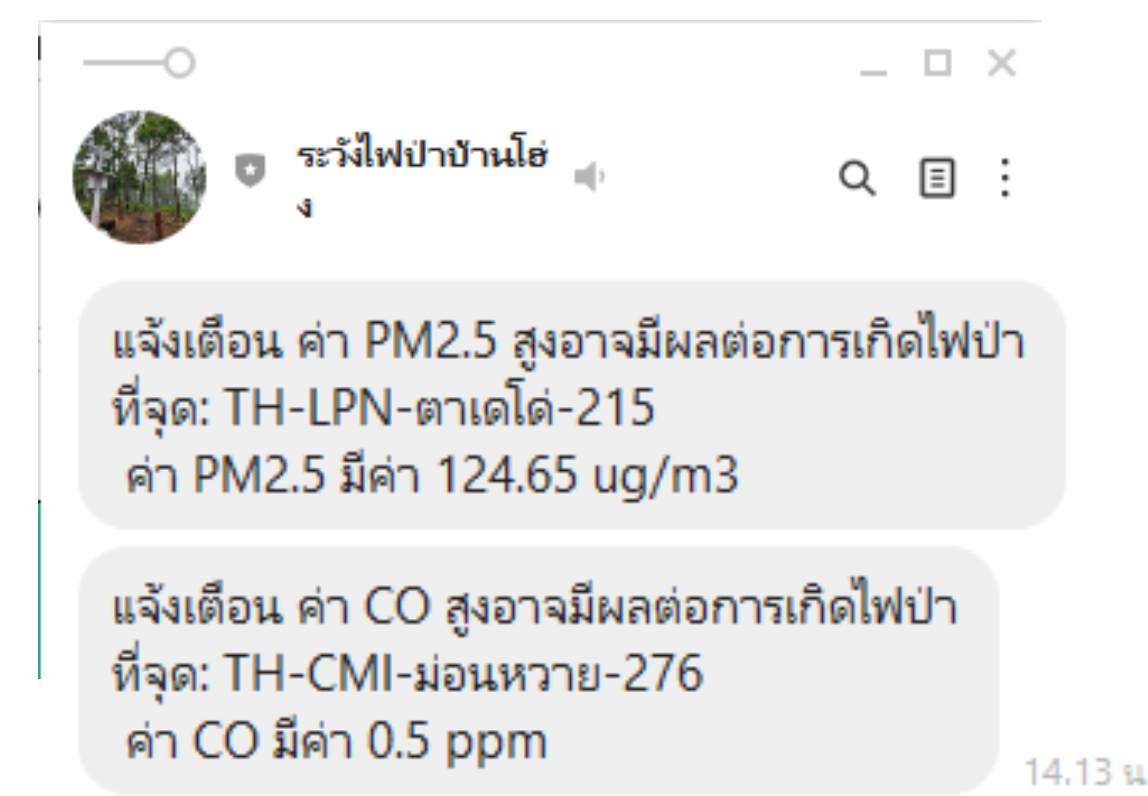 ระวังไฟป่าบ้านโฮ่
ง
แจ้งเตือน ค่า PM2.5 สูงอาจมีผลต่อการเกิดไฟป่า
ที่จุด: TH-LPN-ตาเดโด่-215
ค่า PM2.5 มีค่า 124.65 ug/m3
แจ้งเตือน ค่า CO สูงอาจมีผลต่อการเกิดไฟป่า
ที่จุด: TH-CMI-ม่อนหวาย-276
ค่า CO มีค่า 0.5 ppm
14.13 น